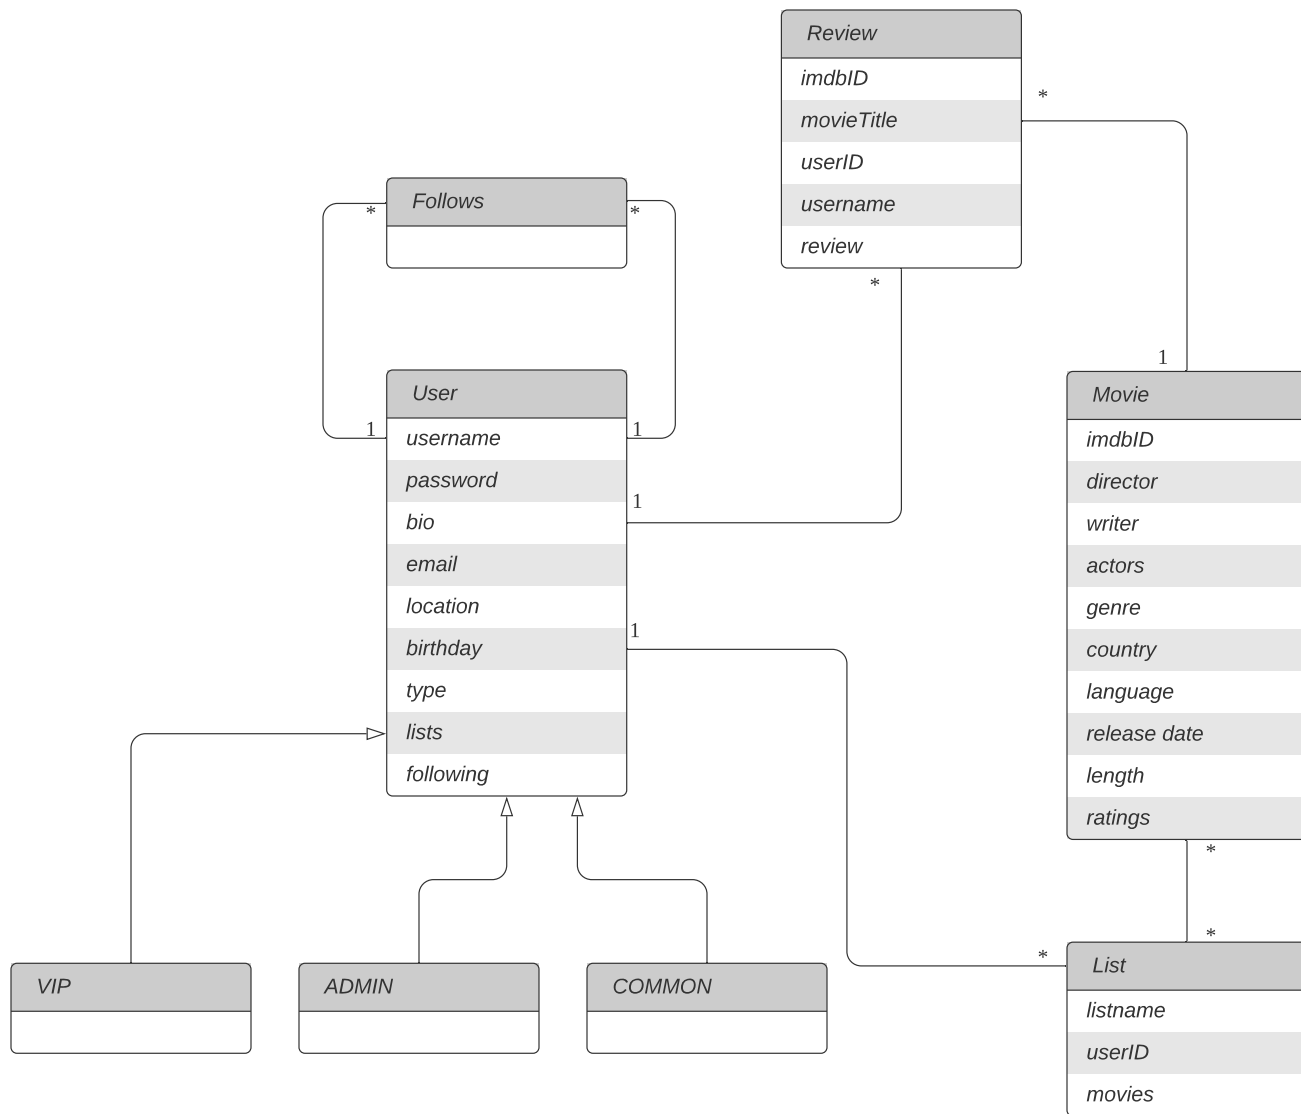 Review
imdbID
movieTitle
userID
username
review
*
*
Follows
*
*
User
username
password
bio
email
location
birthday
type
lists
following
1
1
1
1
1
Movie
imdbID
director
writer
actors
genre
country
language
release date
length
ratings
*
*
*
List
listname
userID
movies
VIP
ADMIN
COMMON